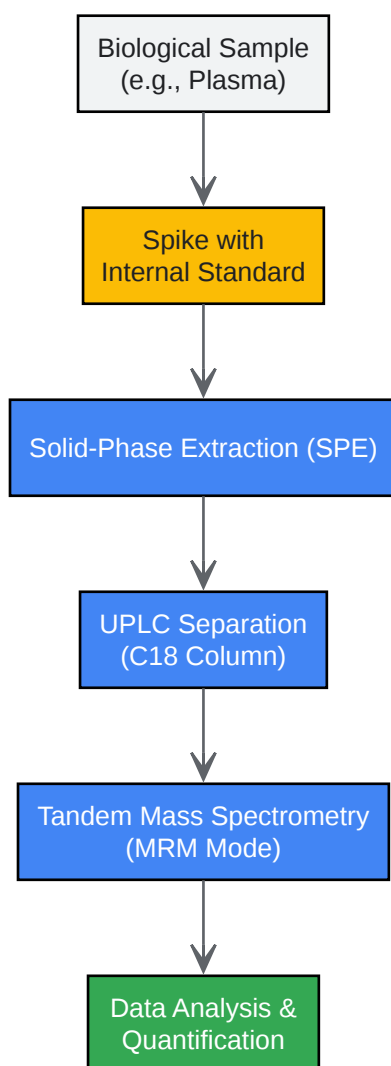 Biological Sample
(e.g., Plasma)
Spike with
Internal Standard
Solid-Phase Extraction (SPE)
UPLC Separation
(C18 Column)
Tandem Mass Spectrometry
(MRM Mode)
Data Analysis &
Quantification